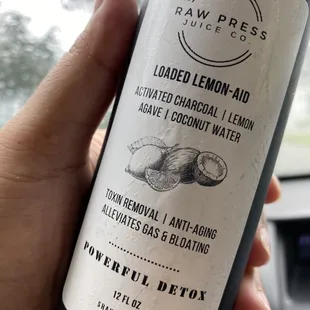 RAW PRESS
JUICE CO.
LOADED LEMON-AID
ACTIVATED CHARCOAL | LEMON
AGAVE | COCONUT WATER
TOXIN REMOVAL | ANTI-AGING
ALLEVIATES GAS & BLOATING
POWERFUL DETOX
12 FL OZ